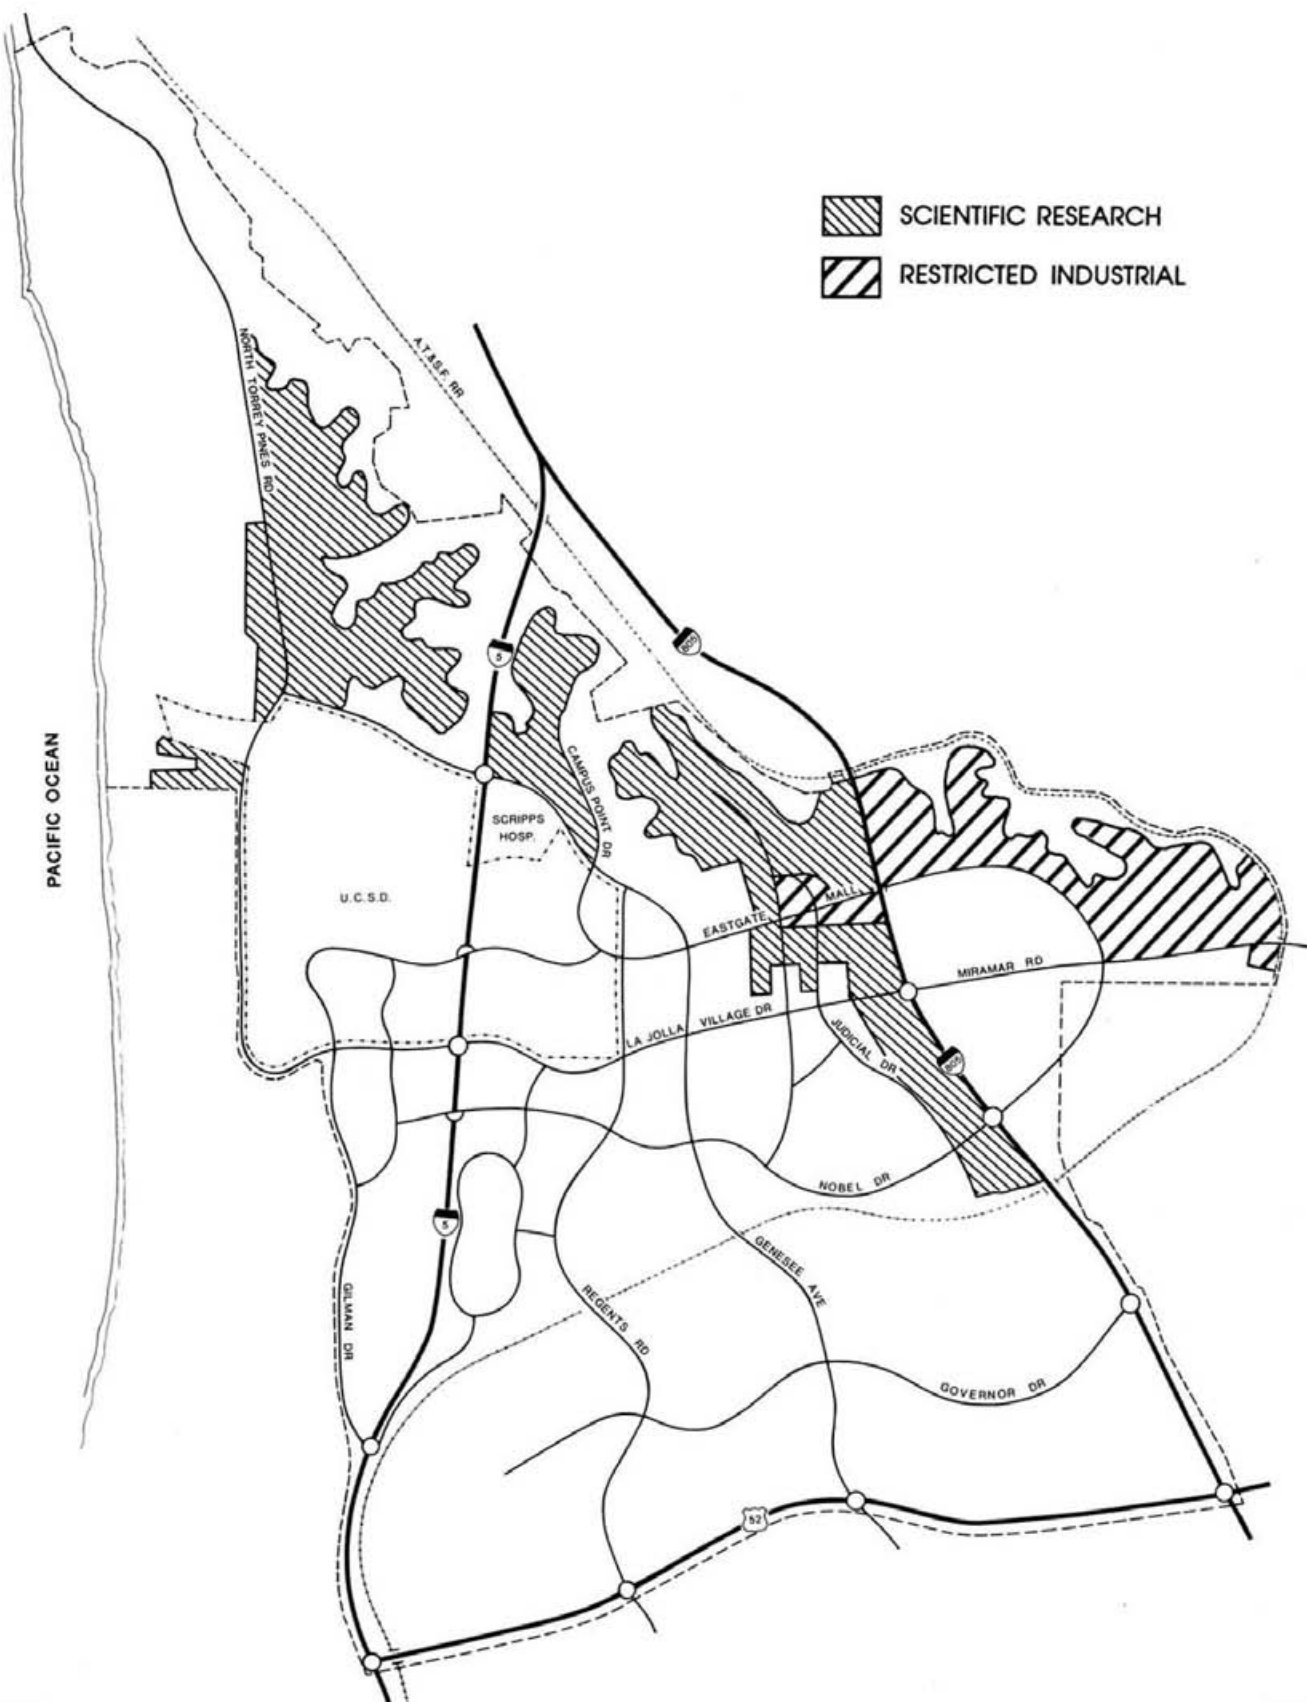 SCIENTIFIC RESEARCH
RESTRICTED INDUSTRIAL
NORTH TORREY PINES RD
A.T.&S.F. RR
5
805
PACIFIC OCEAN
CAMPUS POINT DR
SCRIPPS
HOSP.
U.C.S.D.
EASTGATE MALL
MIRAMAR RD
LA JOLLA VILLAGE DR
JUDICIAL DR
805
NOBEL DR
5
GENESEE AVE
GILMAN DR
REGENTS RD
GOVERNOR DR
52